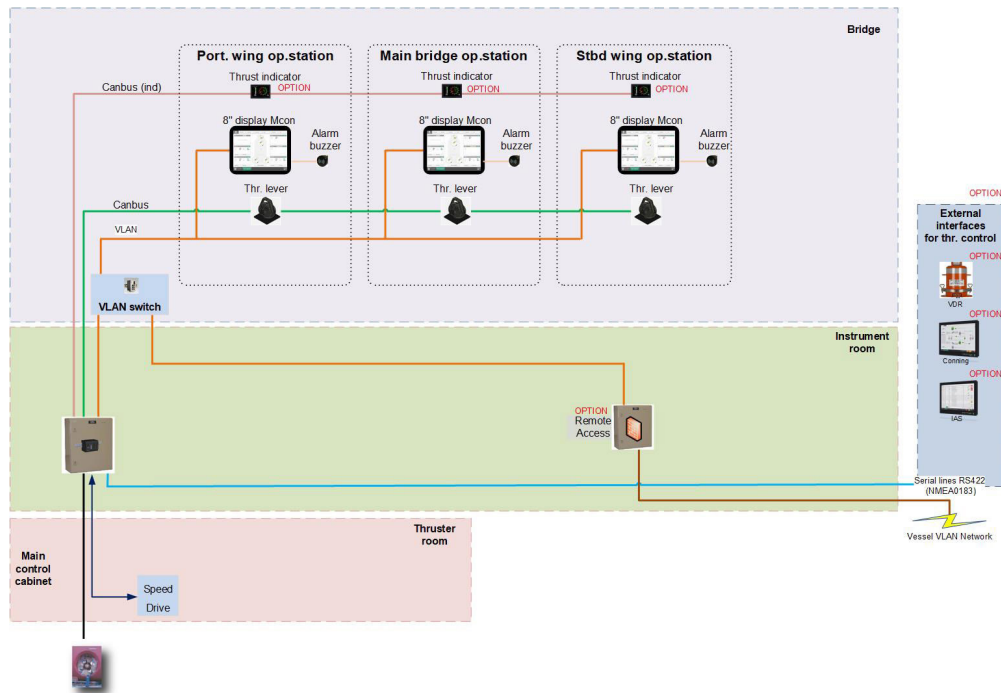 Bridge
Port. wing op.station
Main bridge op.station
Stbd wing op.station
Thrust indicator
OPTION
Thrust indicator
OPTION
Thrust indicator
OPTION
Canbus (ind)
8" display Mcon
Alarm
buzzer
8" display Mcon
Alarm
buzzer
8" display Mcon
Alarm
buzzer
Thr. lever
Thr. lever
Thr. lever
Canbus
VLAN
VLAN switch
OPTION
External
interfaces
for thr. control
OPTION
VDR
OPTION
Conning
OPTION
IAS
Instrument
room
OPTION
Remote
Access
Serial lines RS422
(NMEA0183)
Vessel VLAN Network
Thruster
room
Main
control
cabinet
Speed
Drive